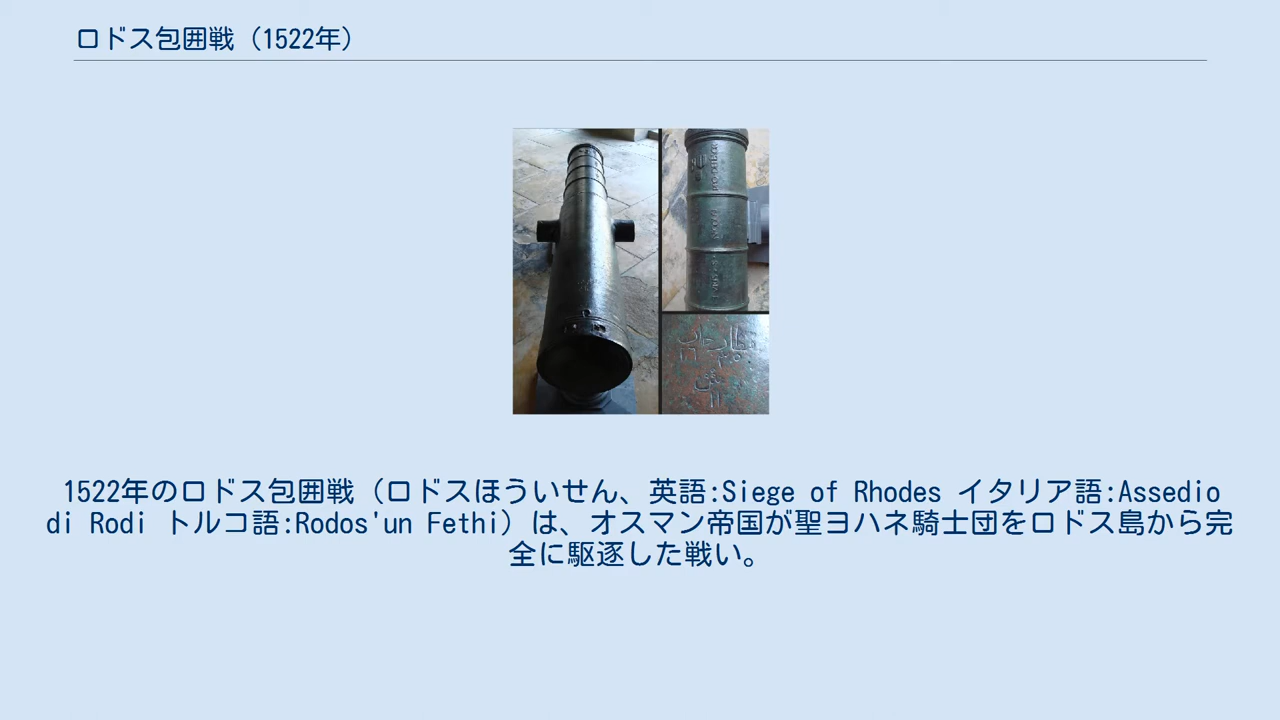 ロドス包囲戦（1522年）
1522年のロドス包囲戦（ロドスほういせん、英語:Siege of Rhodes イタリア語:Assedio
di Rodi トルコ語:Rodos'un Fethi）は、オスマン帝国が聖ヨハネ騎士団をロドス島から完
全に駆逐した戦い。